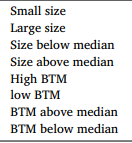 Small size
Large size
Size below median
Size above median
High BTM
low BTM
BTM above median
BTM below median